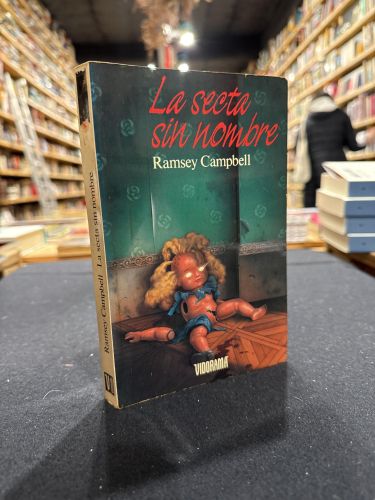 La secta
sin nombre
Ramsey Campbell
VIDORAMA
Ramsey Campbell La secta sin nombre